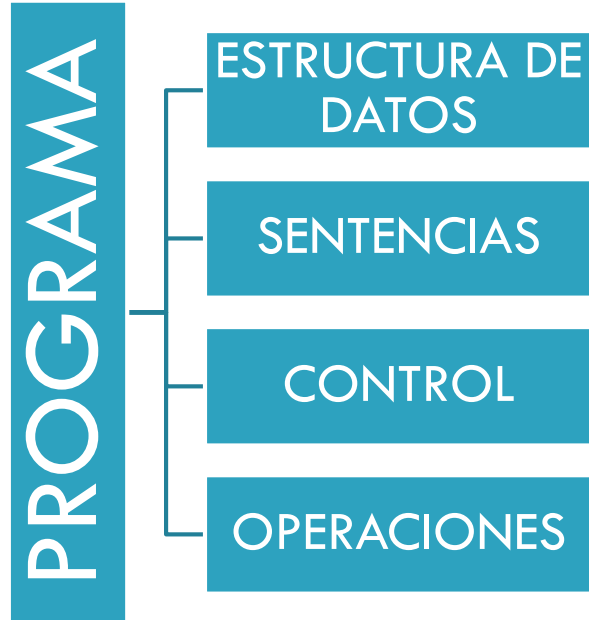 PROGRAMA
ESTRUCTURA DE
DATOS
SENTENCIAS
CONTROL
OPERACIONES